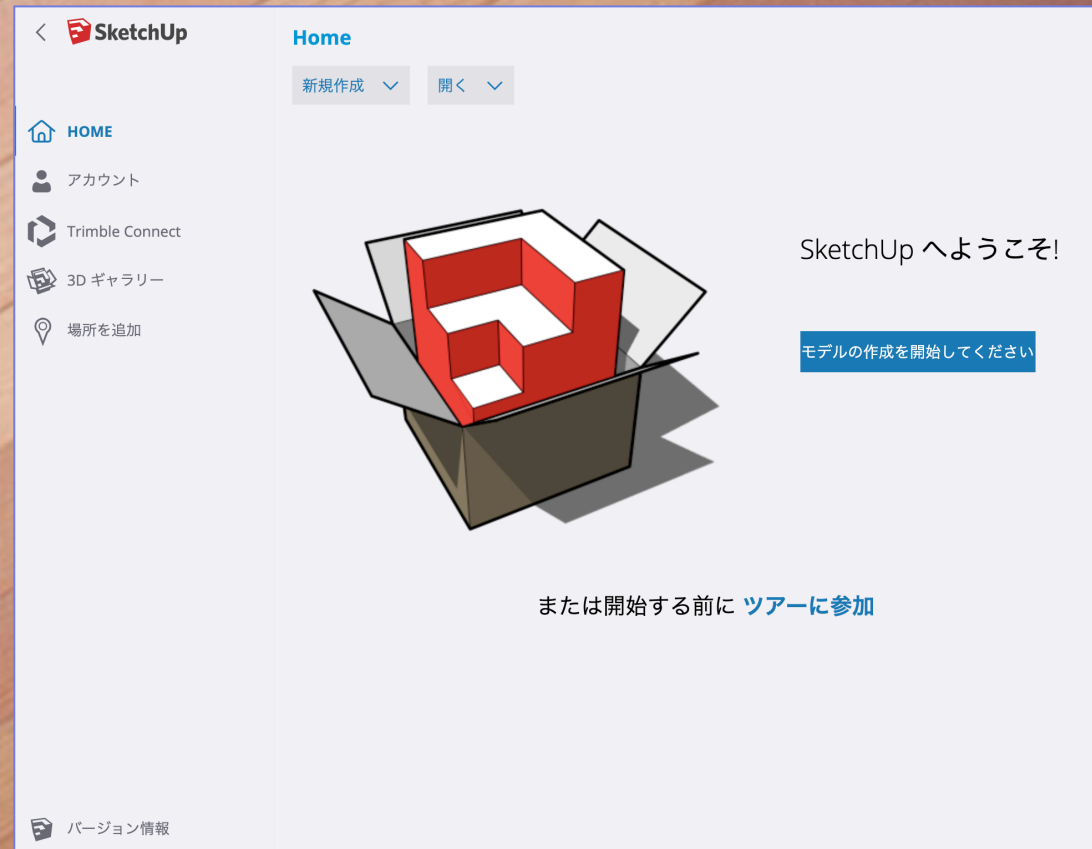 SketchUp
HOME
アカウント
Trimble Connect
3D ギャラリー
場所を追加
バージョン情報
Home
新規作成
開く
SketchUp へようこそ!
モデルの作成を開始してください
または開始する前に ツアーに参加